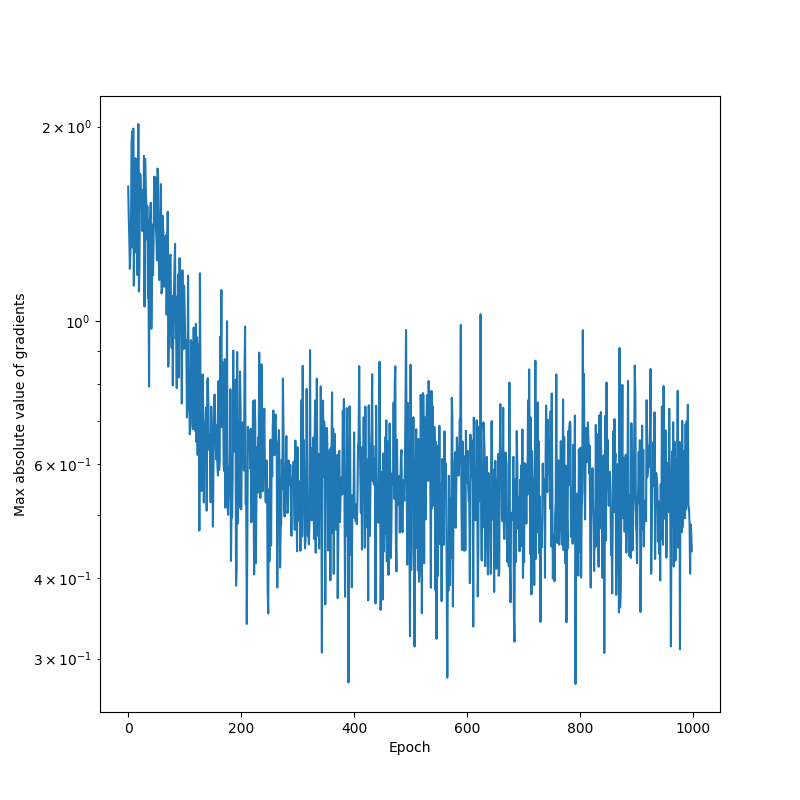 Max absolute value of gradients
2 × 10⁰
10⁰
6 × 10⁻¹
4 × 10⁻¹
3 × 10⁻¹
0 200 400 600 800 1000
Epoch